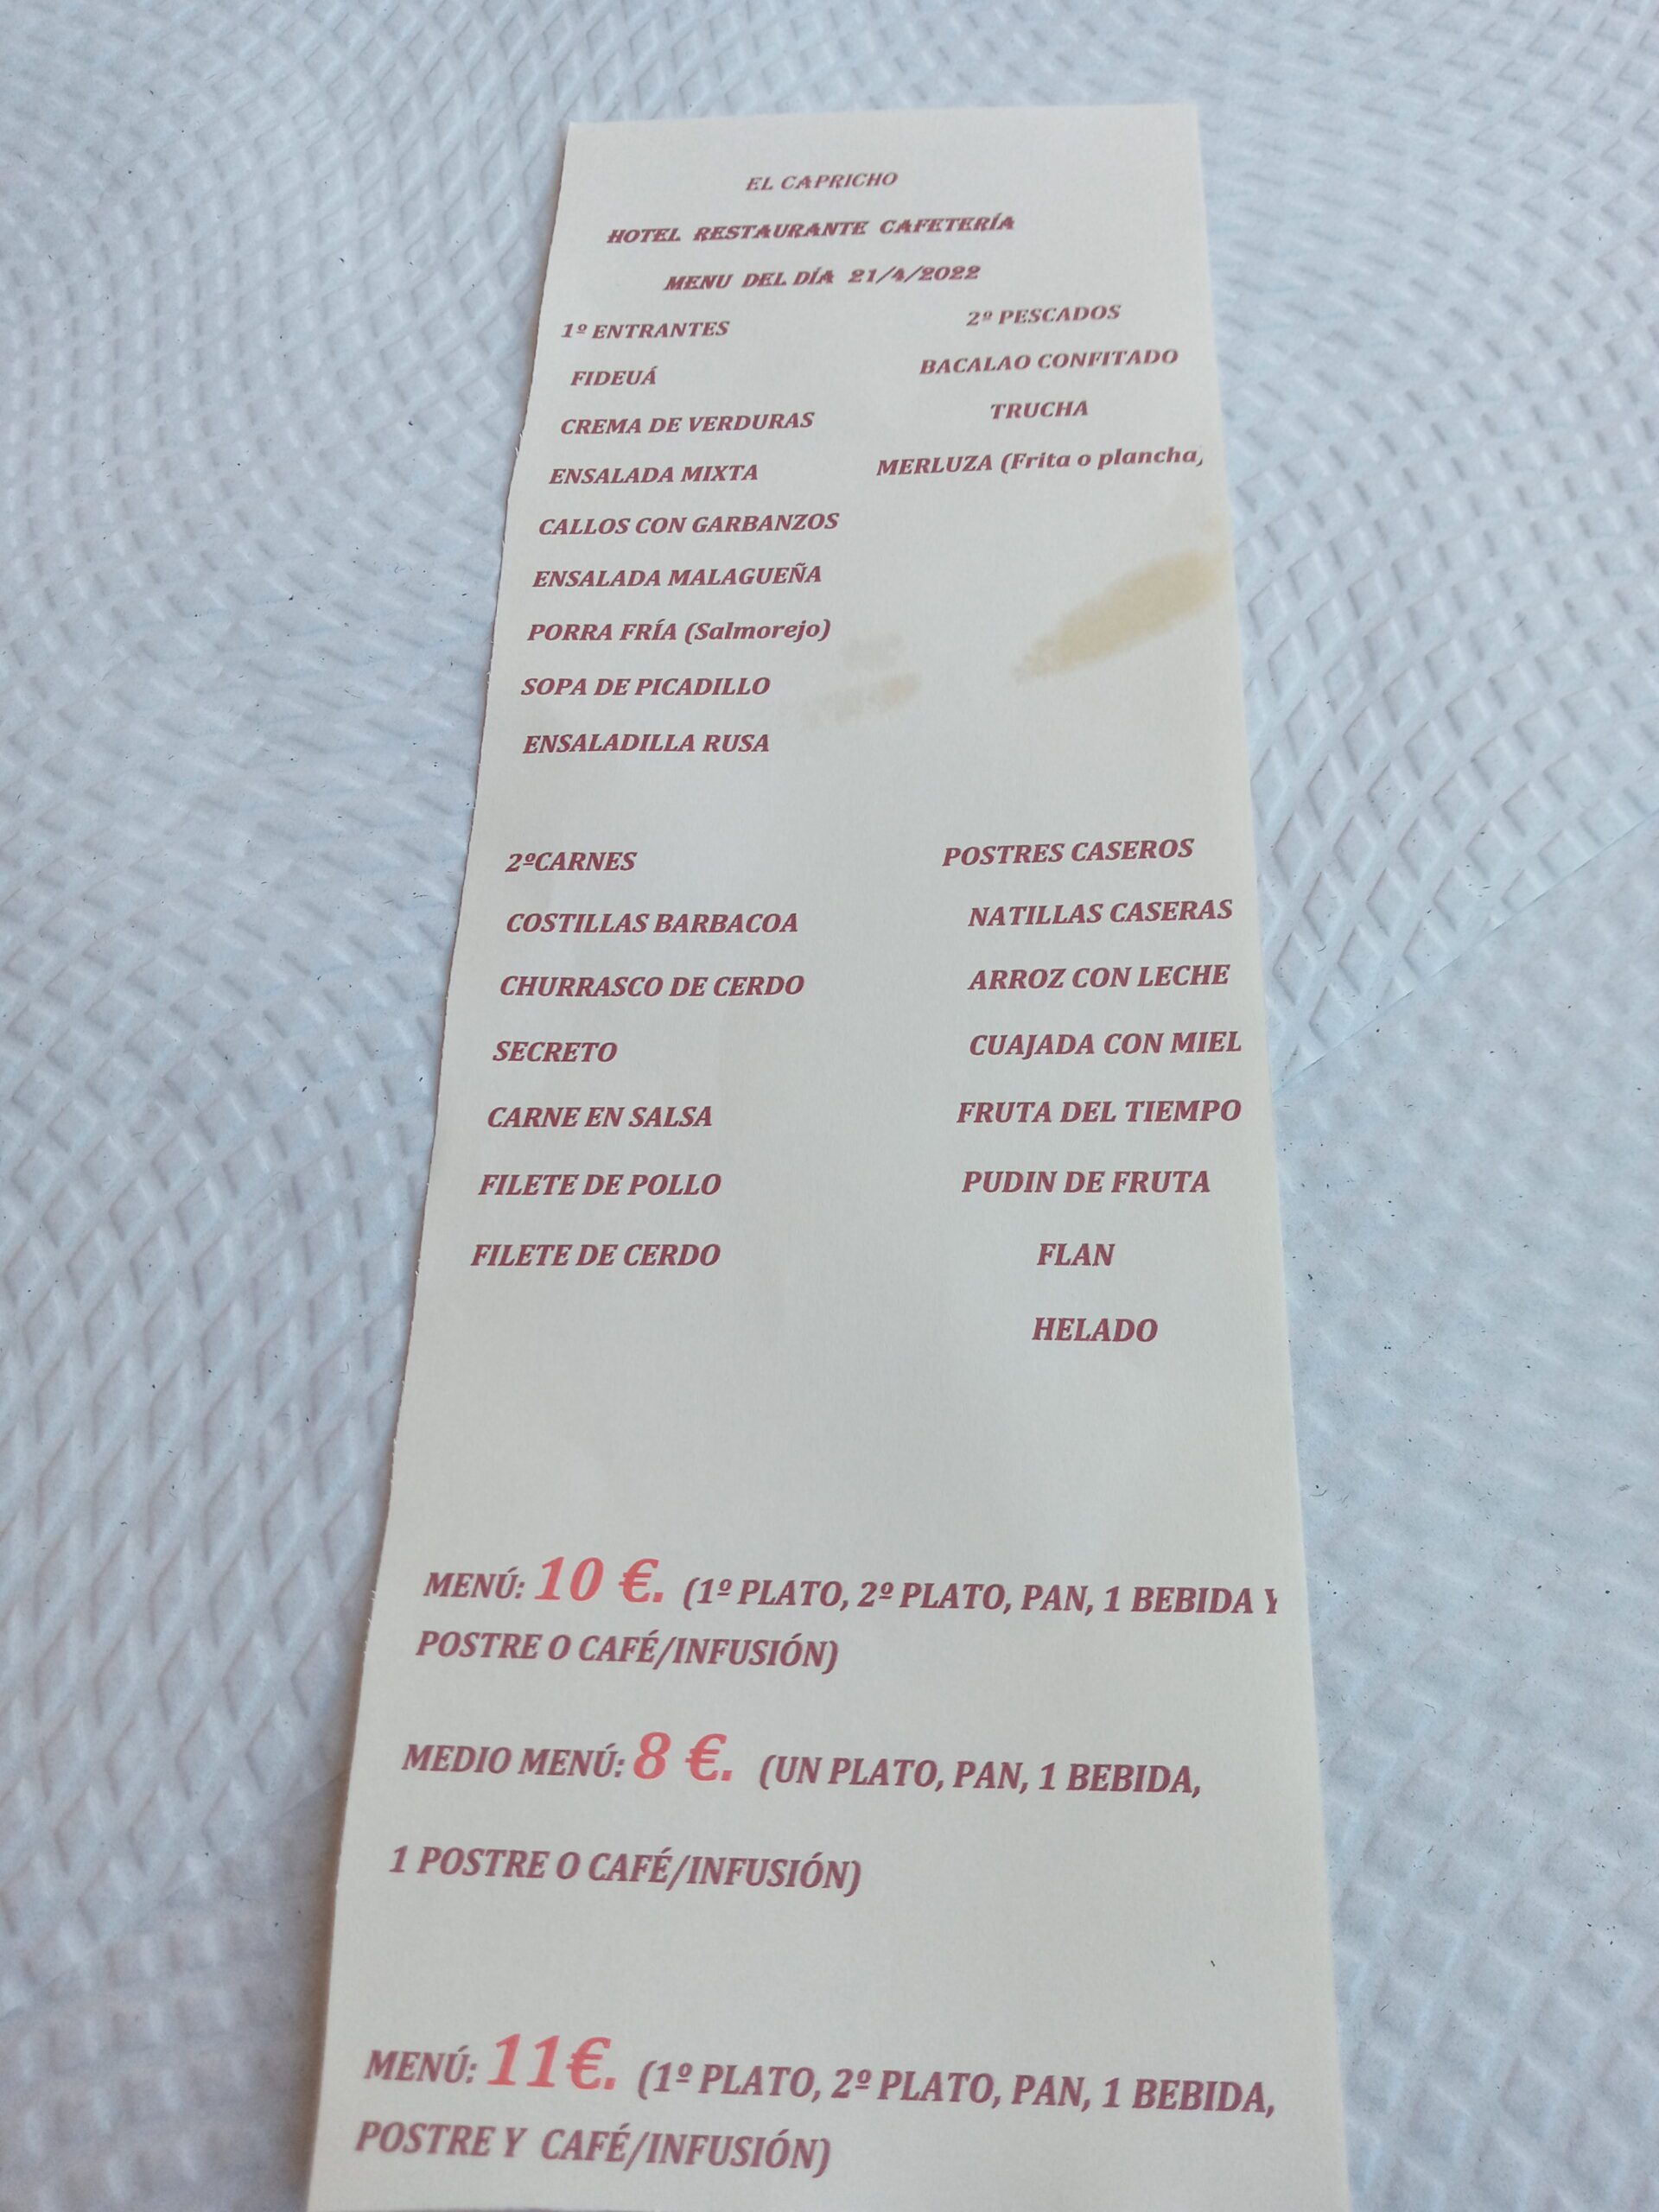 EL CAPRICHO
HOTEL RESTAURANTE CAFETERÍA
MENU DEL DÍA 21/4/2022
1º ENTRANTES
FIDEUÁ
CREMA DE VERDURAS
ENSALADA MIXTA
CALLOS CON GARBANZOS
ENSALADA MALAGUEÑA
PORRA FRÍA (Salmorejo)
SOPA DE PICADILLO
ENSALADILLA RUSA
2º PESCADOS
BACALAO CONFITADO
TRUCHA
MERLUZA (Frita o plancha)
2ºCARNES
COSTILLAS BARBACOA
CHURRASCO DE CERDO
SECRETO
CARNE EN SALSA
FILETE DE POLLO
FILETE DE CERDO
POSTRES CASEROS
NATILLAS CASERAS
ARROZ CON LECHE
CUAJADA CON MIEL
FRUTA DEL TIEMPO
PUDIN DE FRUTA
FLAN
HELADO
MENÚ: 10 €. (1º PLATO, 2º PLATO, PAN, 1 BEBIDA Y
POSTRE O CAFÉ/INFUSIÓN)
MEDIO MENÚ: 8 €. (UN PLATO, PAN, 1 BEBIDA,
1 POSTRE O CAFÉ/INFUSIÓN)
MENÚ: 11€. (1º PLATO, 2º PLATO, PAN, 1 BEBIDA,
POSTRE Y CAFÉ/INFUSIÓN)